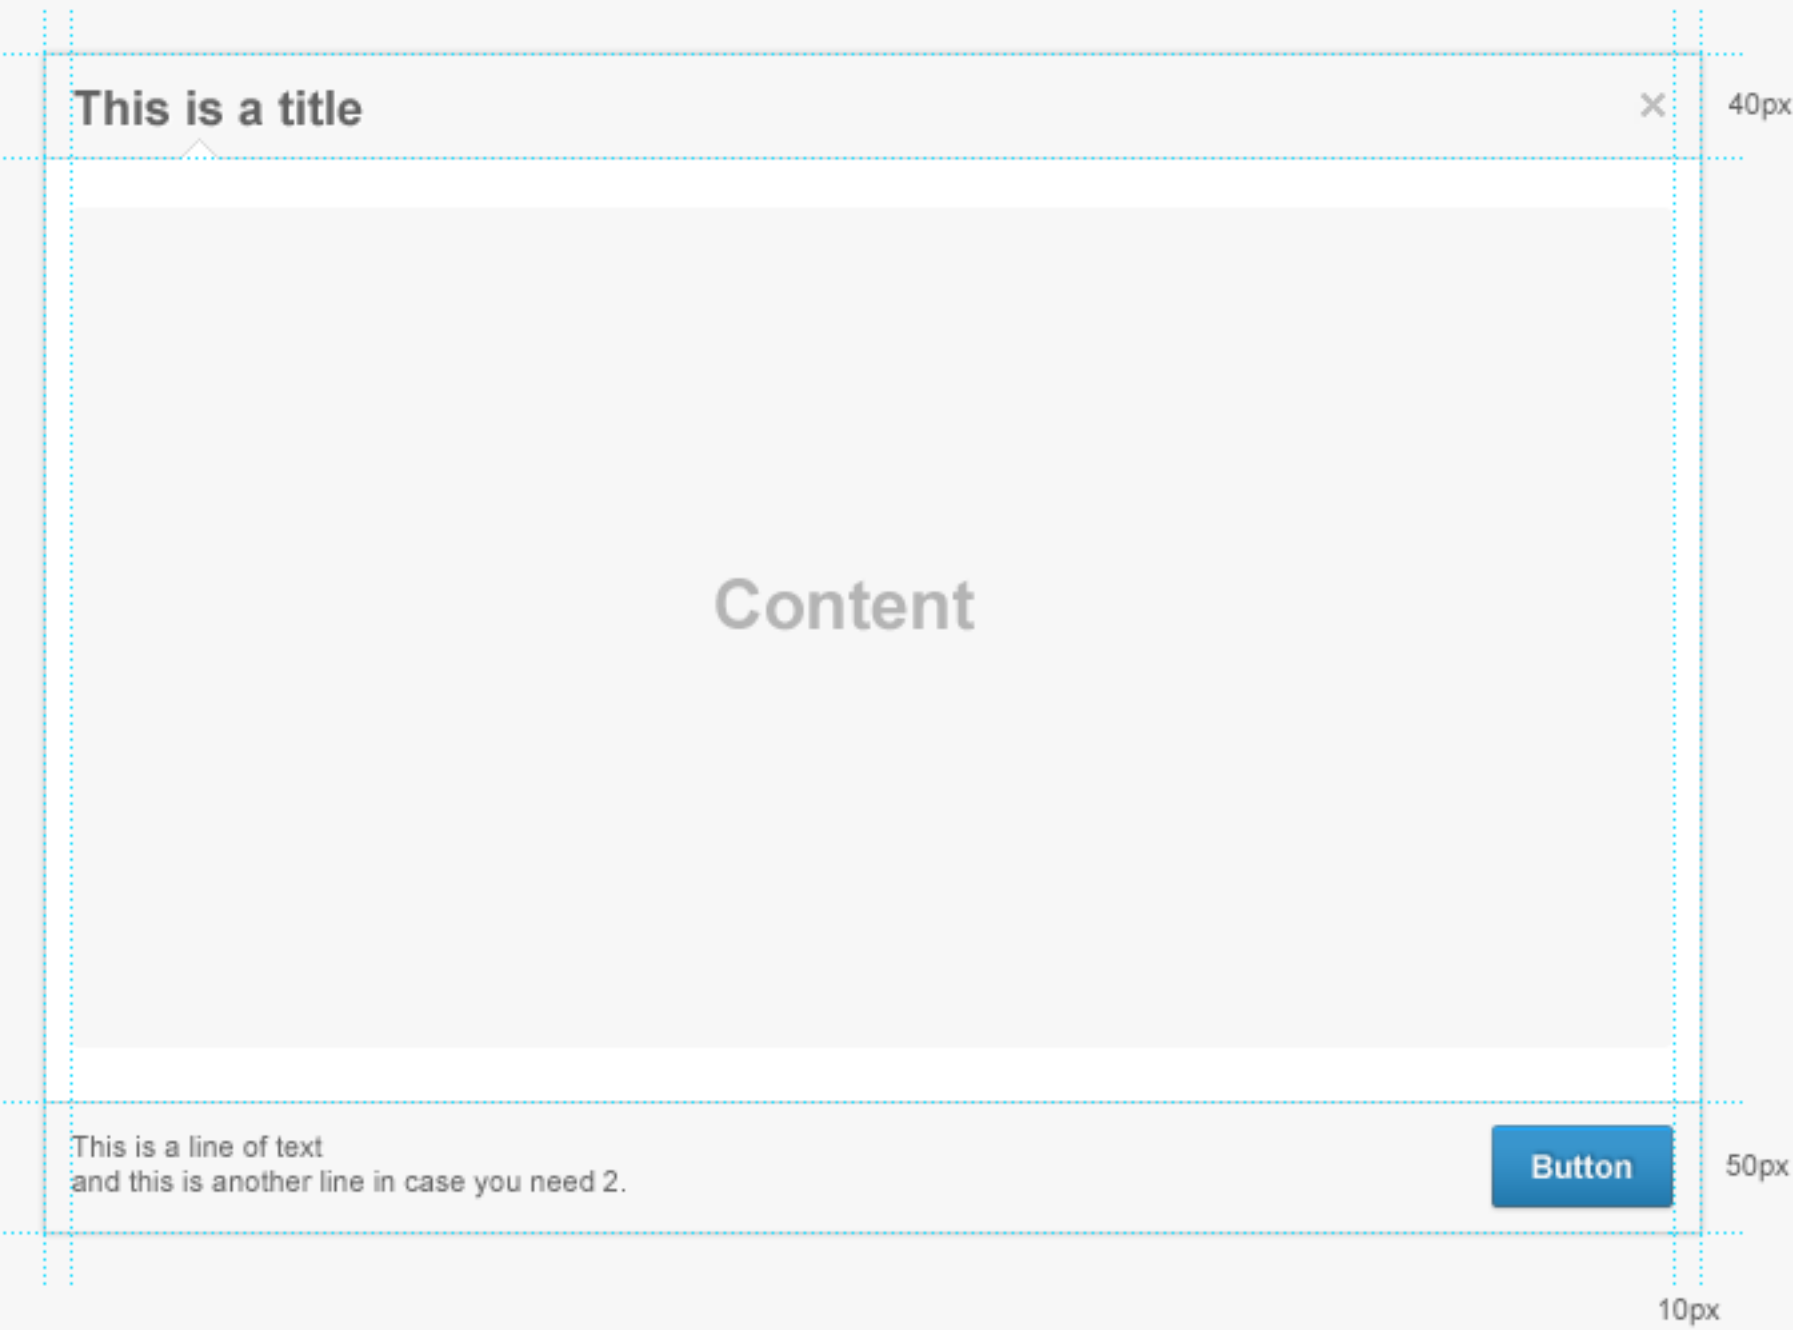 This is a title
×
40px
Content
This is a line of text
and this is another line in case you need 2.
Button
50px
10px